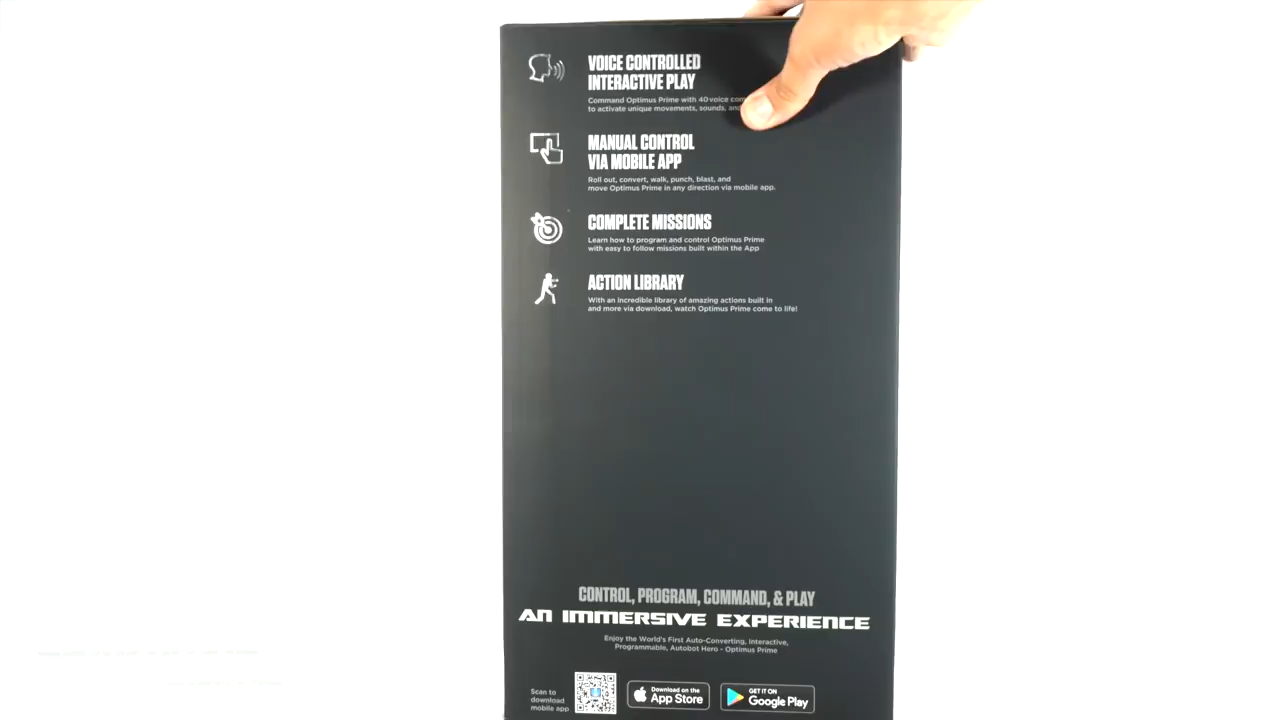 VOICE CONTROLLED
INTERACTIVE PLAY
Command Optimus Prime with 40 voice
to activate unique movements, sounds,
MANUAL CONTROL
VIA MOBILE APP
Roll out, convert, walk, punch, blast, and
move Optimus Prime in any direction via mobile app.
COMPLETE MISSIONS
Learn how to program and control Optimus Prime
with easy to follow missions built within the App
ACTION LIBRARY
With an incredible library of amazing actions built in
and more via download, watch Optimus Prime come to life!
CONTROL, PROGRAM, COMMAND, & PLAY
AN IMMERSIVE EXPERIENCE
Enjoy the World's First Auto-Converting, Interactive,
Programmable, Autobot Hero - Optimus Prime
Scan to
download
mobile app
Download on the
App Store
GET IT ON
Google Play